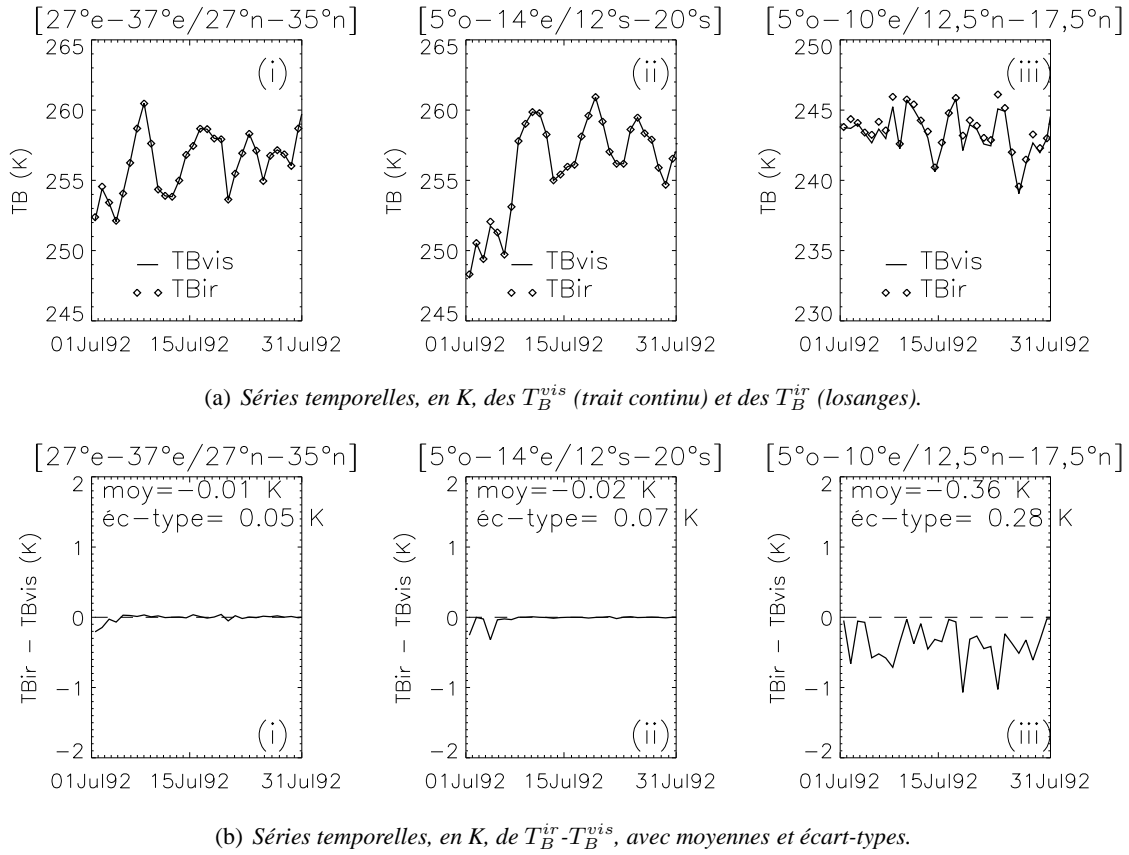 [27°e−37°e/27°n−35°n] [5°o−14°e/12°s−20°s] [5°o−10°e/12,5°n−17,5°n]
265 265 250
(i) (ii) (iii)
260 260 245
255 255 240
TB (K) TB (K) TB (K)
250 250 235
TBvis TBvis TBvis
TBir TBir TBir
245 245 230
01Jul92 15Jul92 31Jul92 01Jul92 15Jul92 31Jul92 01Jul92 15Jul92 31Jul92
(a) Séries temporelles, en K, des T_B^{vis} (trait continu) et des T_B^{ir} (losanges).
[27°e−37°e/27°n−35°n] [5°o−14°e/12°s−20°s] [5°o−10°e/12,5°n−17,5°n]
2 moy=−0.01 K 2 moy=−0.02 K 2 moy=−0.36 K
éc−type= 0.05 K éc−type= 0.07 K éc−type= 0.28 K
1 1 1
TBir − TBvis (K) TBir − TBvis (K) TBir − TBvis (K)
0 0 0
−1 −1 −1
(i) (ii) (iii)
−2 −2 −2
01Jul92 15Jul92 31Jul92 01Jul92 15Jul92 31Jul92 01Jul92 15Jul92 31Jul92
(b) Séries temporelles, en K, de T_B^{ir}-T_B^{vis}, avec moyennes et écart-types.